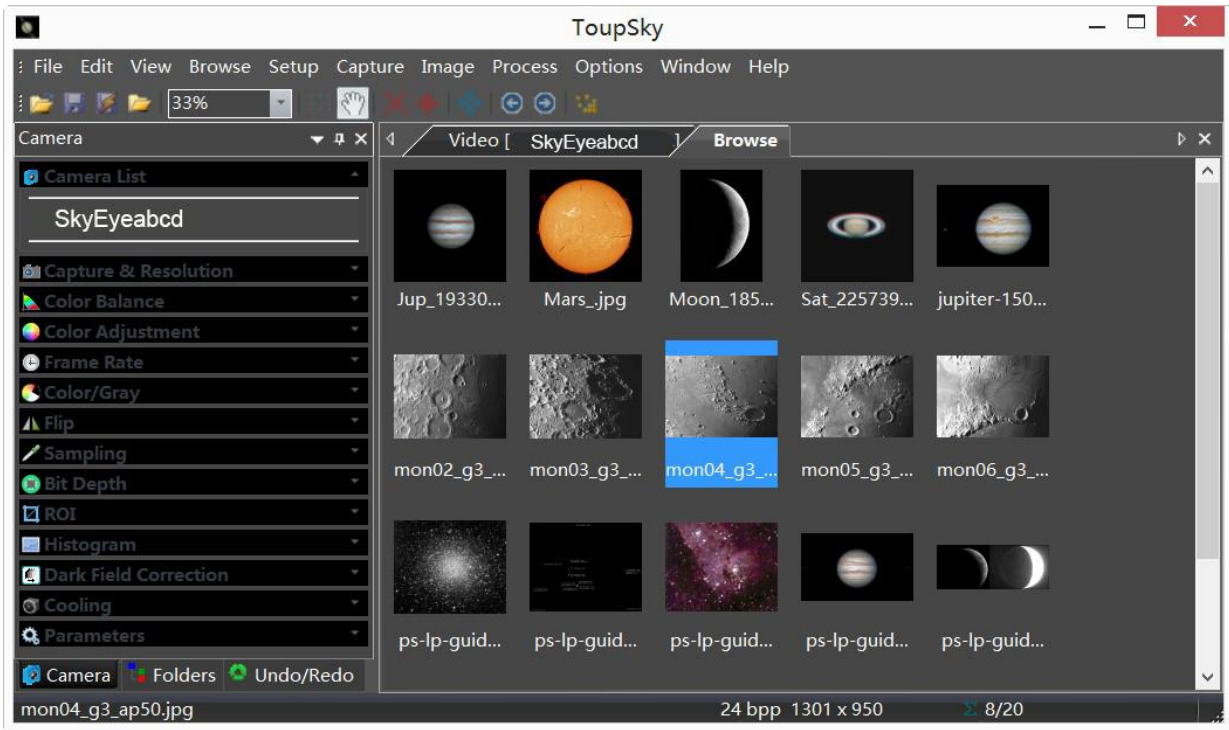 ToupSky
File Edit View Browse Setup Capture Image Process Options Window Help
33%
Camera
Video [ SkyEyeabcd ] Browse
Camera List
SkyEyeabcd
Capture & Resolution
Color Balance
Color Adjustment
Frame Rate
Color/Gray
Flip
Sampling
Bit Depth
ROI
Histogram
Dark Field Correction
Cooling
Parameters
Camera Folders Undo/Redo
Jup_19330... Mars_.jpg Moon_185... Sat_225739... jupiter-150...
mon02_g3_... mon03_g3_... mon04_g3_... mon05_g3_... mon06_g3_...
ps-lp-guid... ps-lp-guid... ps-lp-guid... ps-lp-guid... ps-lp-guid...
mon04_g3_ap50.jpg 24 bpp 1301 x 950 Σ 8/20